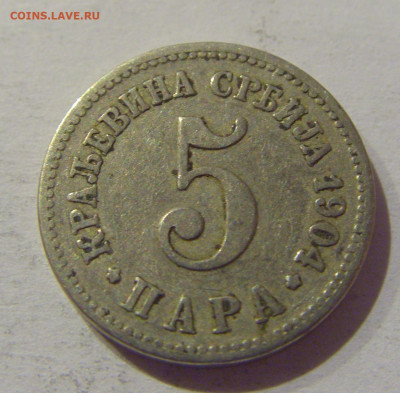 COINS.LAVE.RU
КРАЉЕВИНА СРБИЈА 1904
5
ПАРА